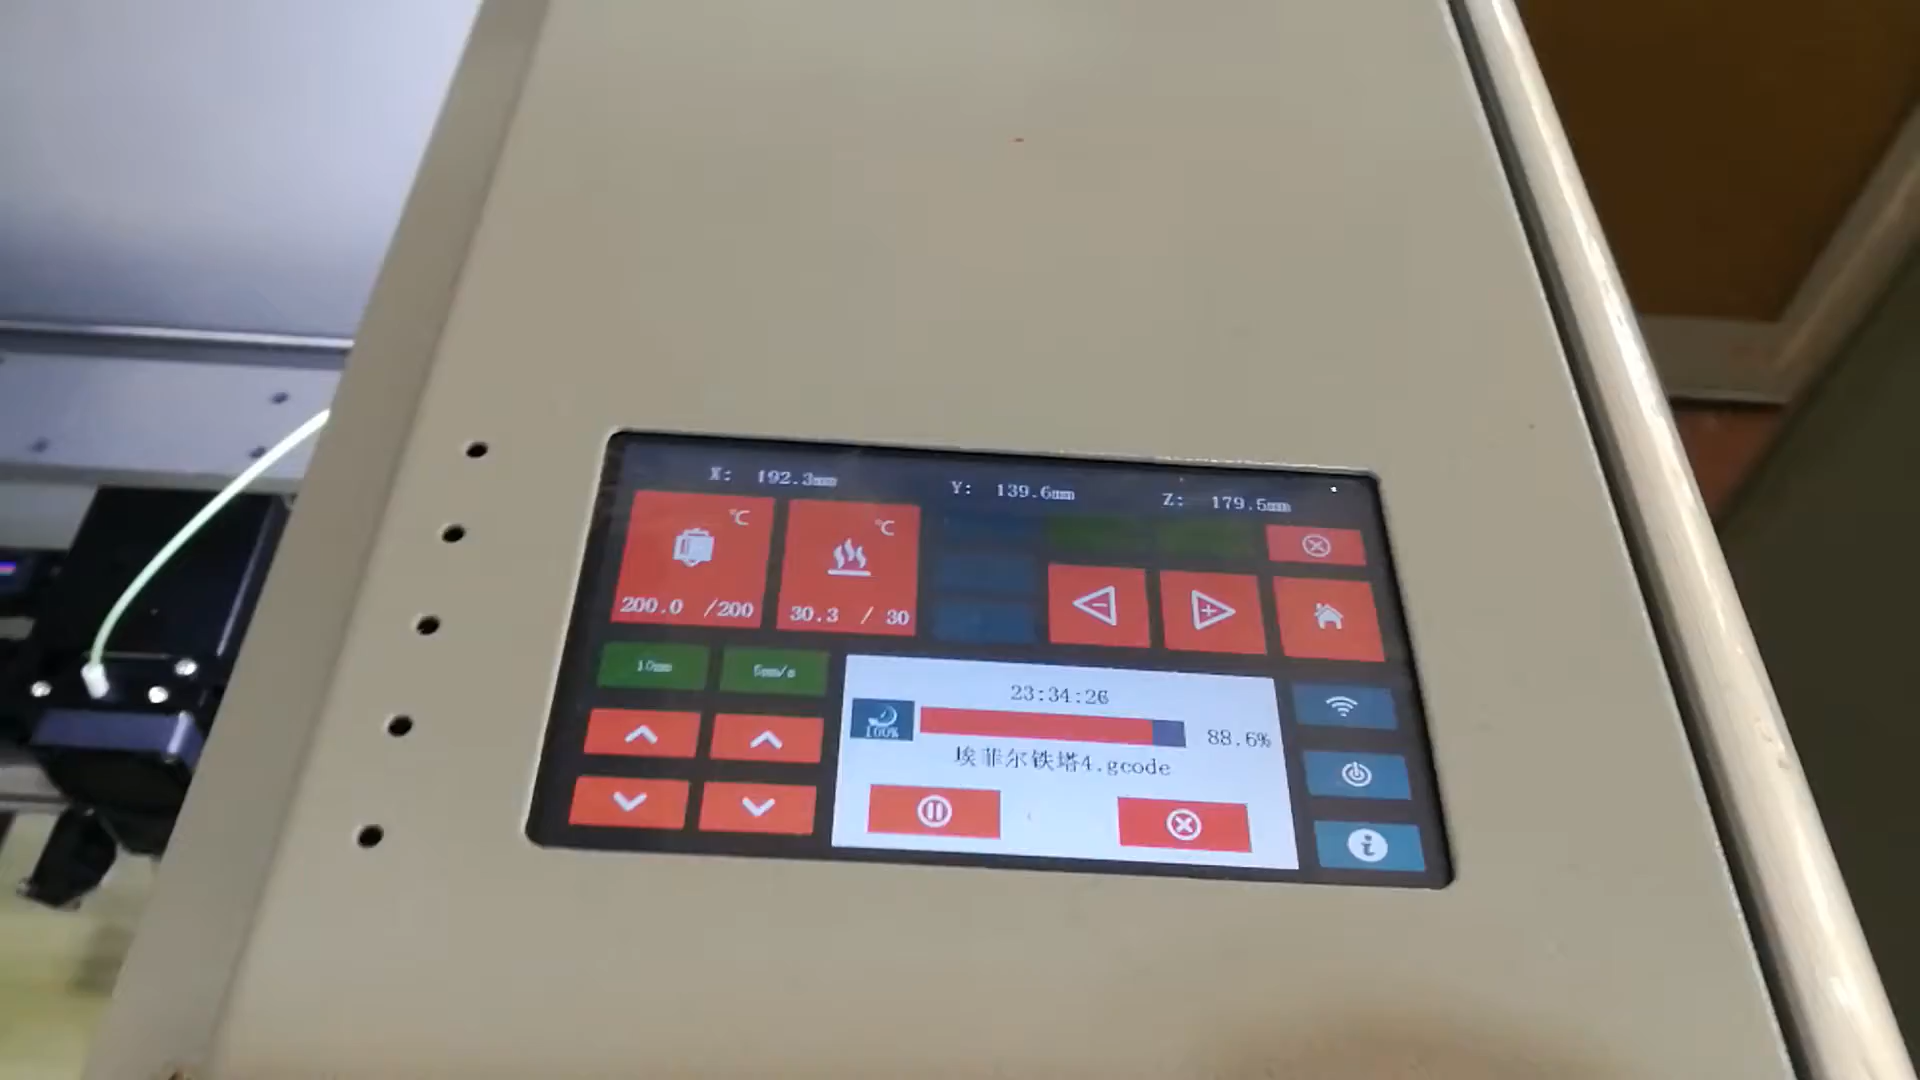 X: 192.3mm
Y: 139.6mm
Z: 179.5mm
℃
℃
200.0 /200
30.3 / 30
10mm
5mm/s
23:34:26
100%
88.6%
埃菲尔铁塔4.gcode